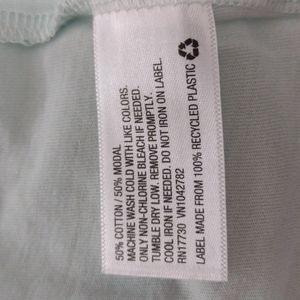 50% COTTON / 50% MODAL
MACHINE WASH COLD WITH LIKE COLORS.
ONLY NON-CHLORINE BLEACH IF NEEDED.
TUMBLE DRY LOW. REMOVE PROMPTLY.
COOL IRON IF NEEDED. DO NOT IRON ON LABEL.
RN17730 VN1042782
LABEL MADE FROM 100% RECYCLED PLASTIC